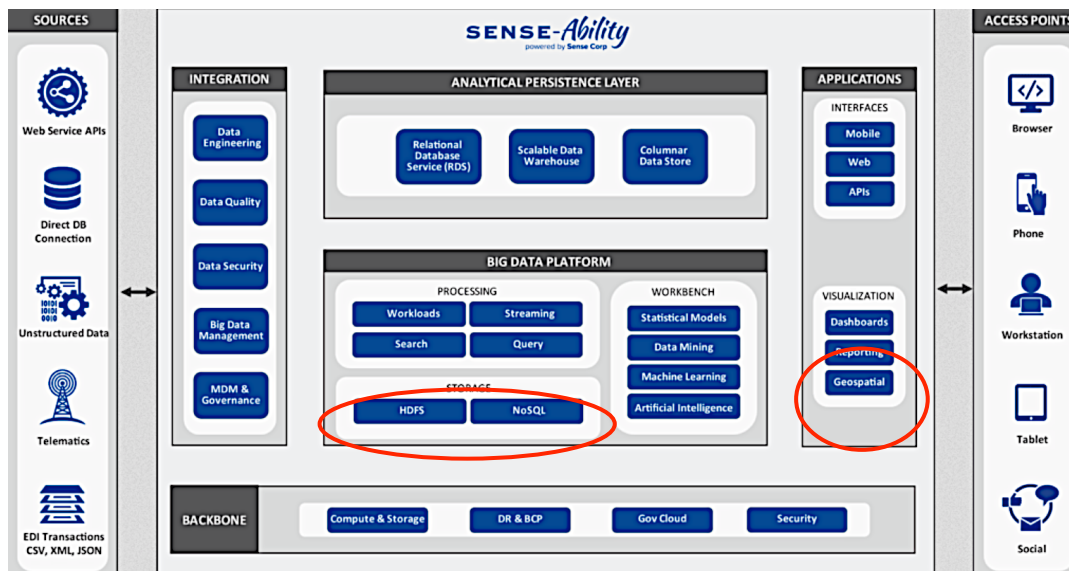 SOURCES
Web Service APIs
Direct DB
Connection
IOIDI
IOIDI
OOIO
Unstructured Data
Telematics
EDI Transactions
CSV, XML, JSON
SENSE-Ability
powered by Sense Corp
INTEGRATION
Data
Engineering
Data Quality
Data Security
Big Data
Management
MDM &
Governance
ANALYTICAL PERSISTENCE LAYER
Relational
Database
Service (RDS)
Scalable Data
Warehouse
Columnar
Data Store
BIG DATA PLATFORM
PROCESSING
Workloads
Streaming
Search
Query
STORAGE
HDFS
NoSQL
WORKBENCH
Statistical Models
Data Mining
Machine Learning
Artificial Intelligence
APPLICATIONS
INTERFACES
Mobile
Web
APIs
VISUALIZATION
Dashboards
Reporting
Geospatial
BACKBONE
Compute & Storage
DR & BCP
Gov Cloud
Security
ACCESS POINTS
</>
Browser
Phone
Workstation
Tablet
Social